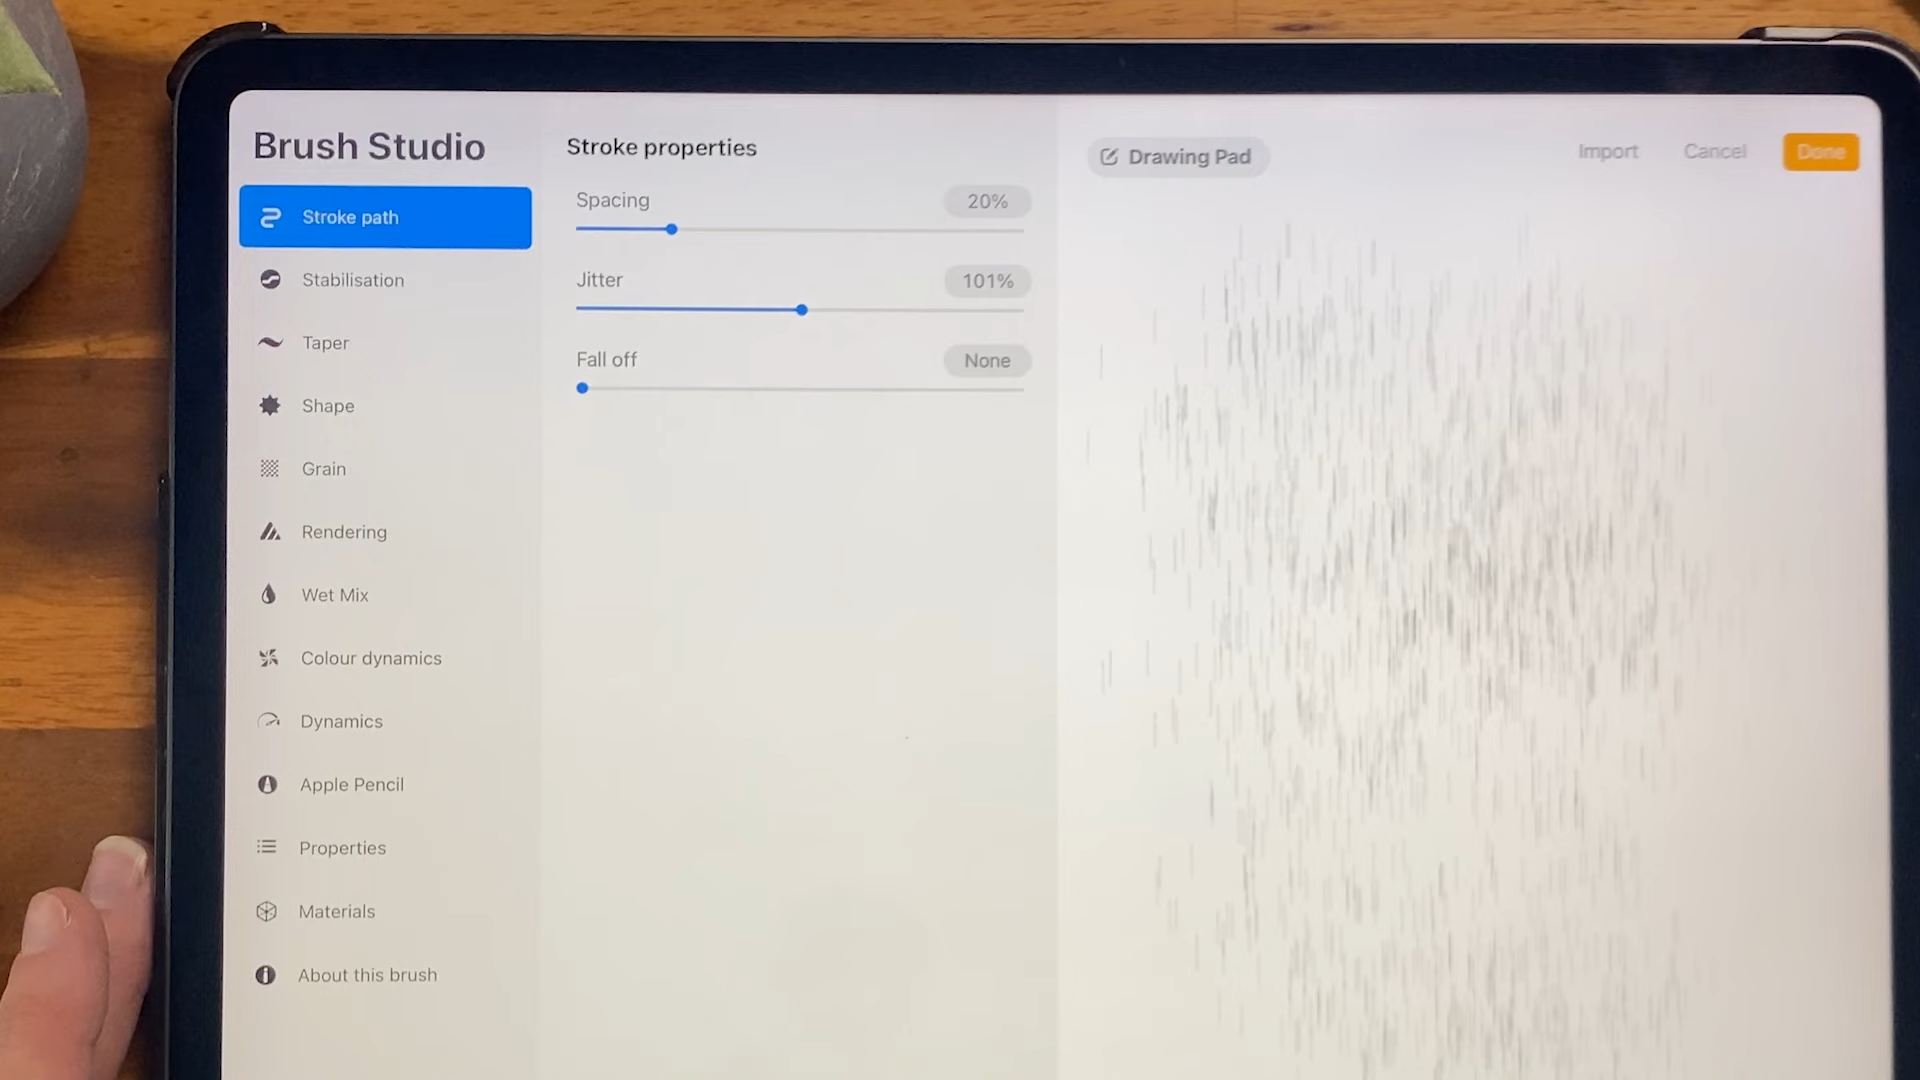 Brush Studio
Stroke path
Stabilisation
Taper
Shape
Grain
Rendering
Wet Mix
Colour dynamics
Dynamics
Apple Pencil
Properties
Materials
About this brush
Stroke properties
Spacing 20%
Jitter 101%
Fall off None
Drawing Pad
Import Cancel Done